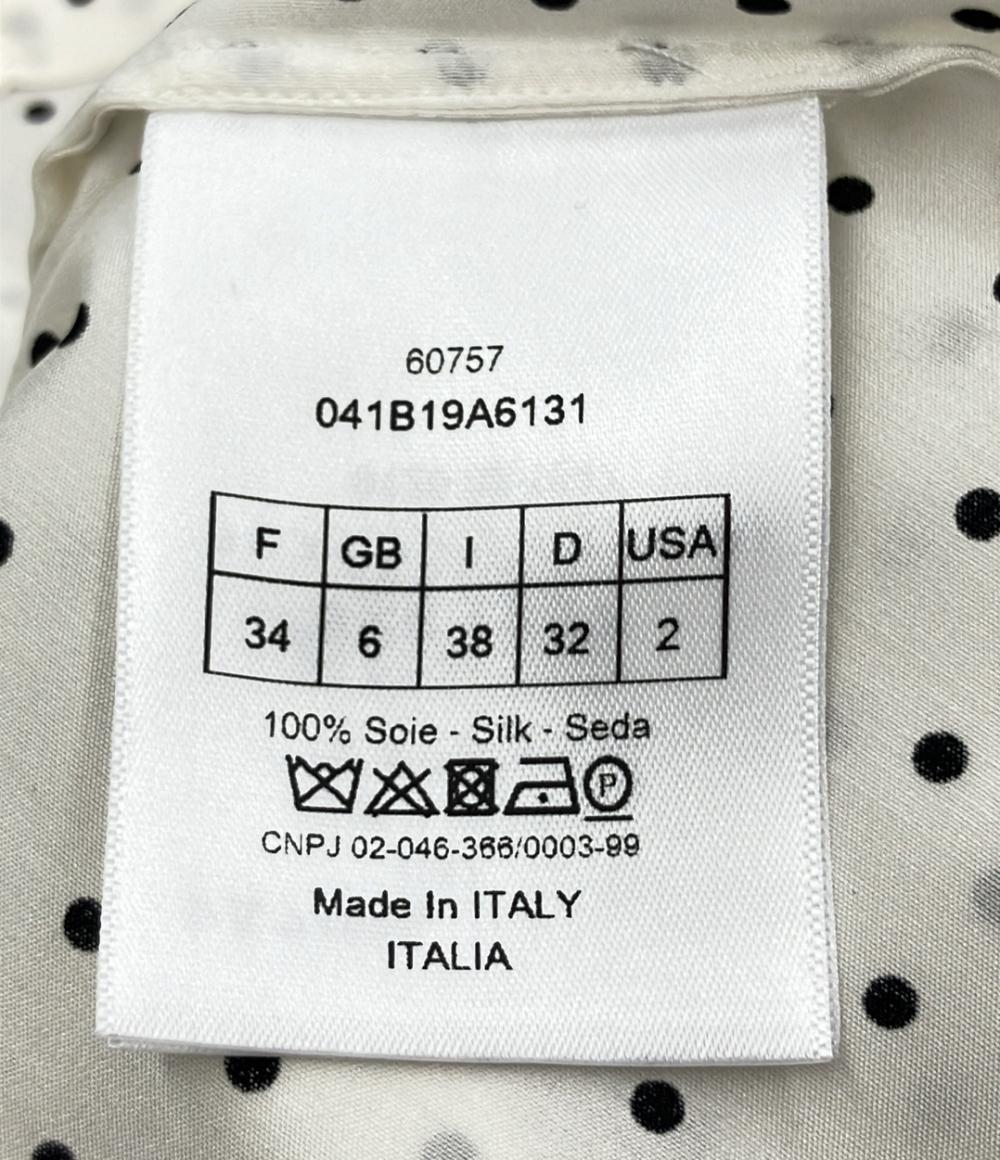 60757
041B19A6131
F GB I D USA
34 6 38 32 2
100% Soie - Silk - Seda
P
CNPJ 02-046-366/0003-99
Made In ITALY
ITALIA